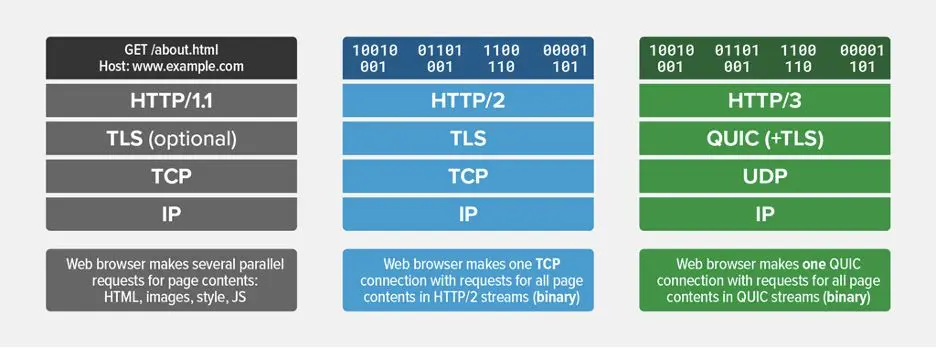 GET /about.html
Host: www.example.com
HTTP/1.1
TLS (optional)
TCP
IP
Web browser makes several parallel
requests for page contents:
HTML, images, style, JS
10010 01101 1100 00001
001 001 110 101
HTTP/2
TLS
TCP
IP
Web browser makes one TCP
connection with requests for all page
contents in HTTP/2 streams (binary)
10010 01101 1100 00001
001 001 110 101
HTTP/3
QUIC (+TLS)
UDP
IP
Web browser makes one QUIC
connection with requests for all page
contents in QUIC streams (binary)